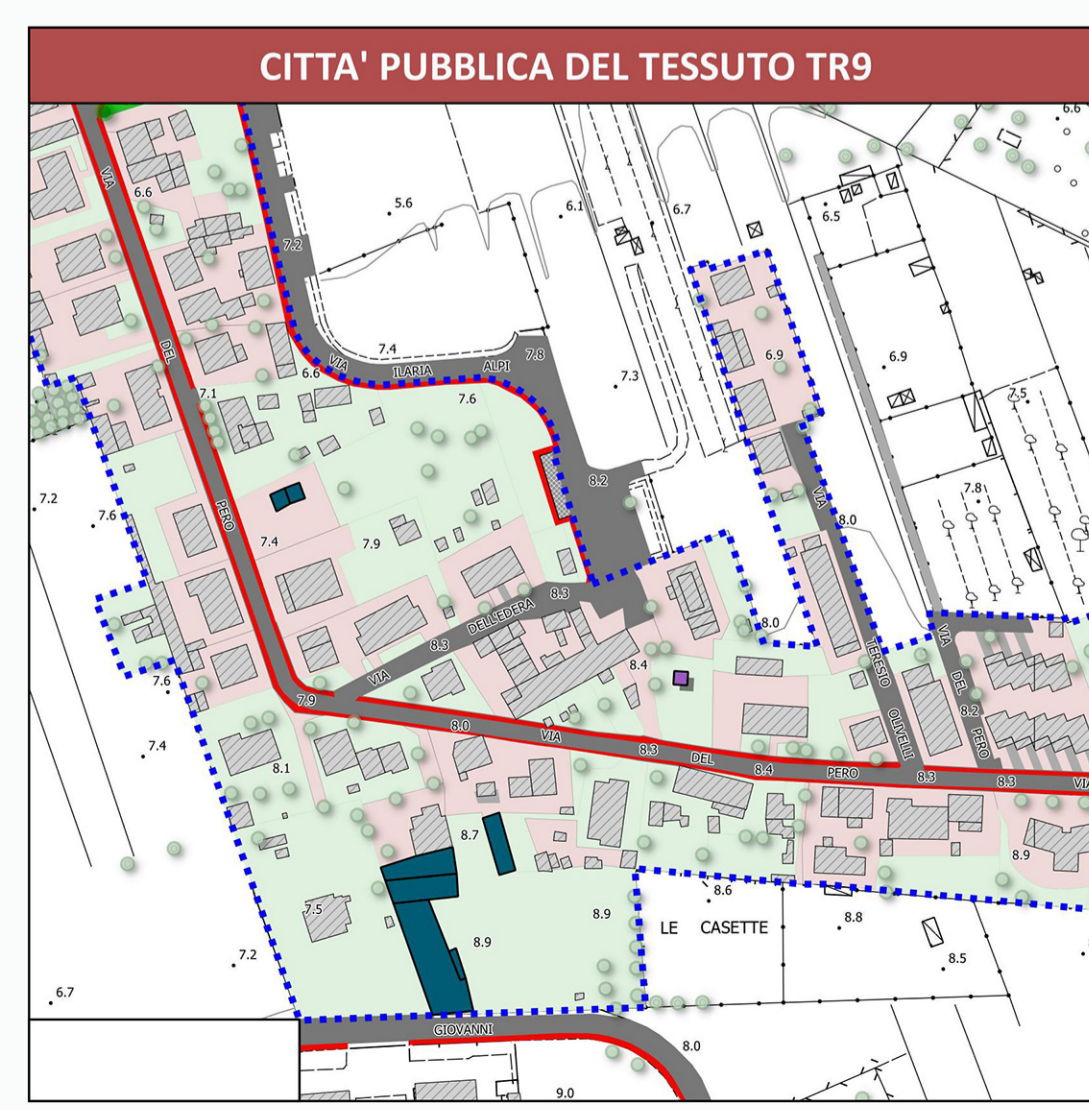 CITTA' PUBBLICA DEL TESSUTO TR9
6.6
VIA
6.6
5.6
6.1
6.7
6.5
7.2
DEL
7.4
VIA
ILARIA
ALPI
7.8
6.9
6.9
6.6
7.3
7.1
7.6
7.5
7.2
7.6
PERO
8.2
VIA
7.8
8.0
7.4
7.9
8.3
DELL'EDERA
8.0
8.3
VIA
8.4
TERESIO
VIA
DEL
7.6
7.9
8.0
VIA
8.2
OLIVELLI
PERO
7.4
8.1
8.3
DEL
8.4
PERO
8.3
8.3
VIA
8.7
8.9
7.5
8.9
8.6
LE CASETTE
8.8
8.9
7.2
8.5
6.7
GIOVANNI
8.0
9.0